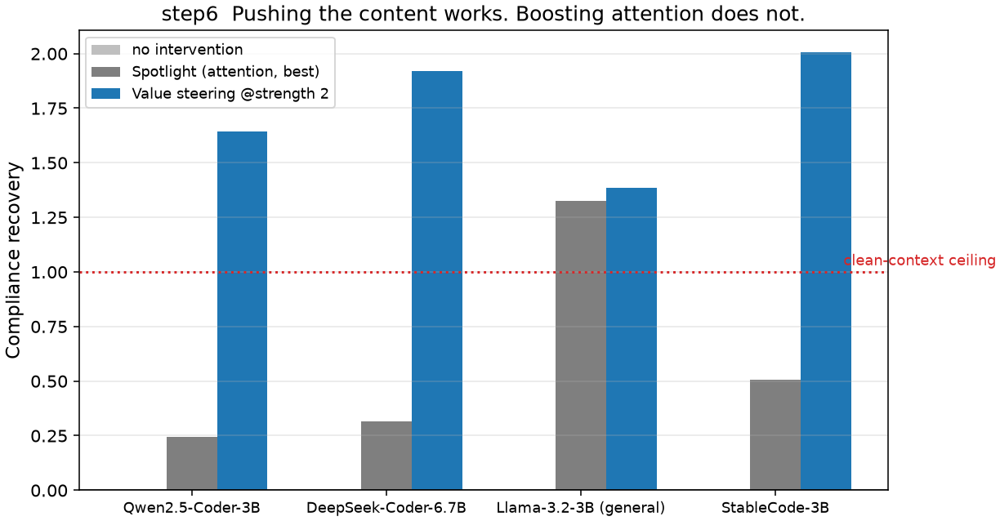 step6  Pushing the content works. Boosting attention does not.
no intervention
Spotlight (attention, best)
Value steering @strength 2
Compliance recovery
2.00
1.75
1.50
1.25
1.00
0.75
0.50
0.25
0.00
clean-context ceiling
Qwen2.5-Coder-3B
DeepSeek-Coder-6.7B
Llama-3.2-3B (general)
StableCode-3B